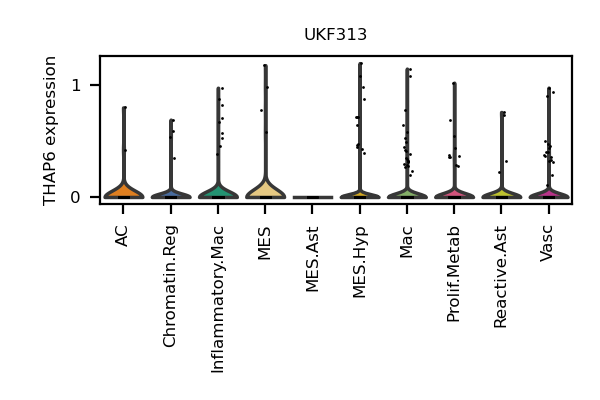 UKF313
THAP6 expression
1
0
AC
Chromatin.Reg
Inflammatory.Mac
MES
MES.Ast
MES.Hyp
Mac
Prolif.Metab
Reactive.Ast
Vasc